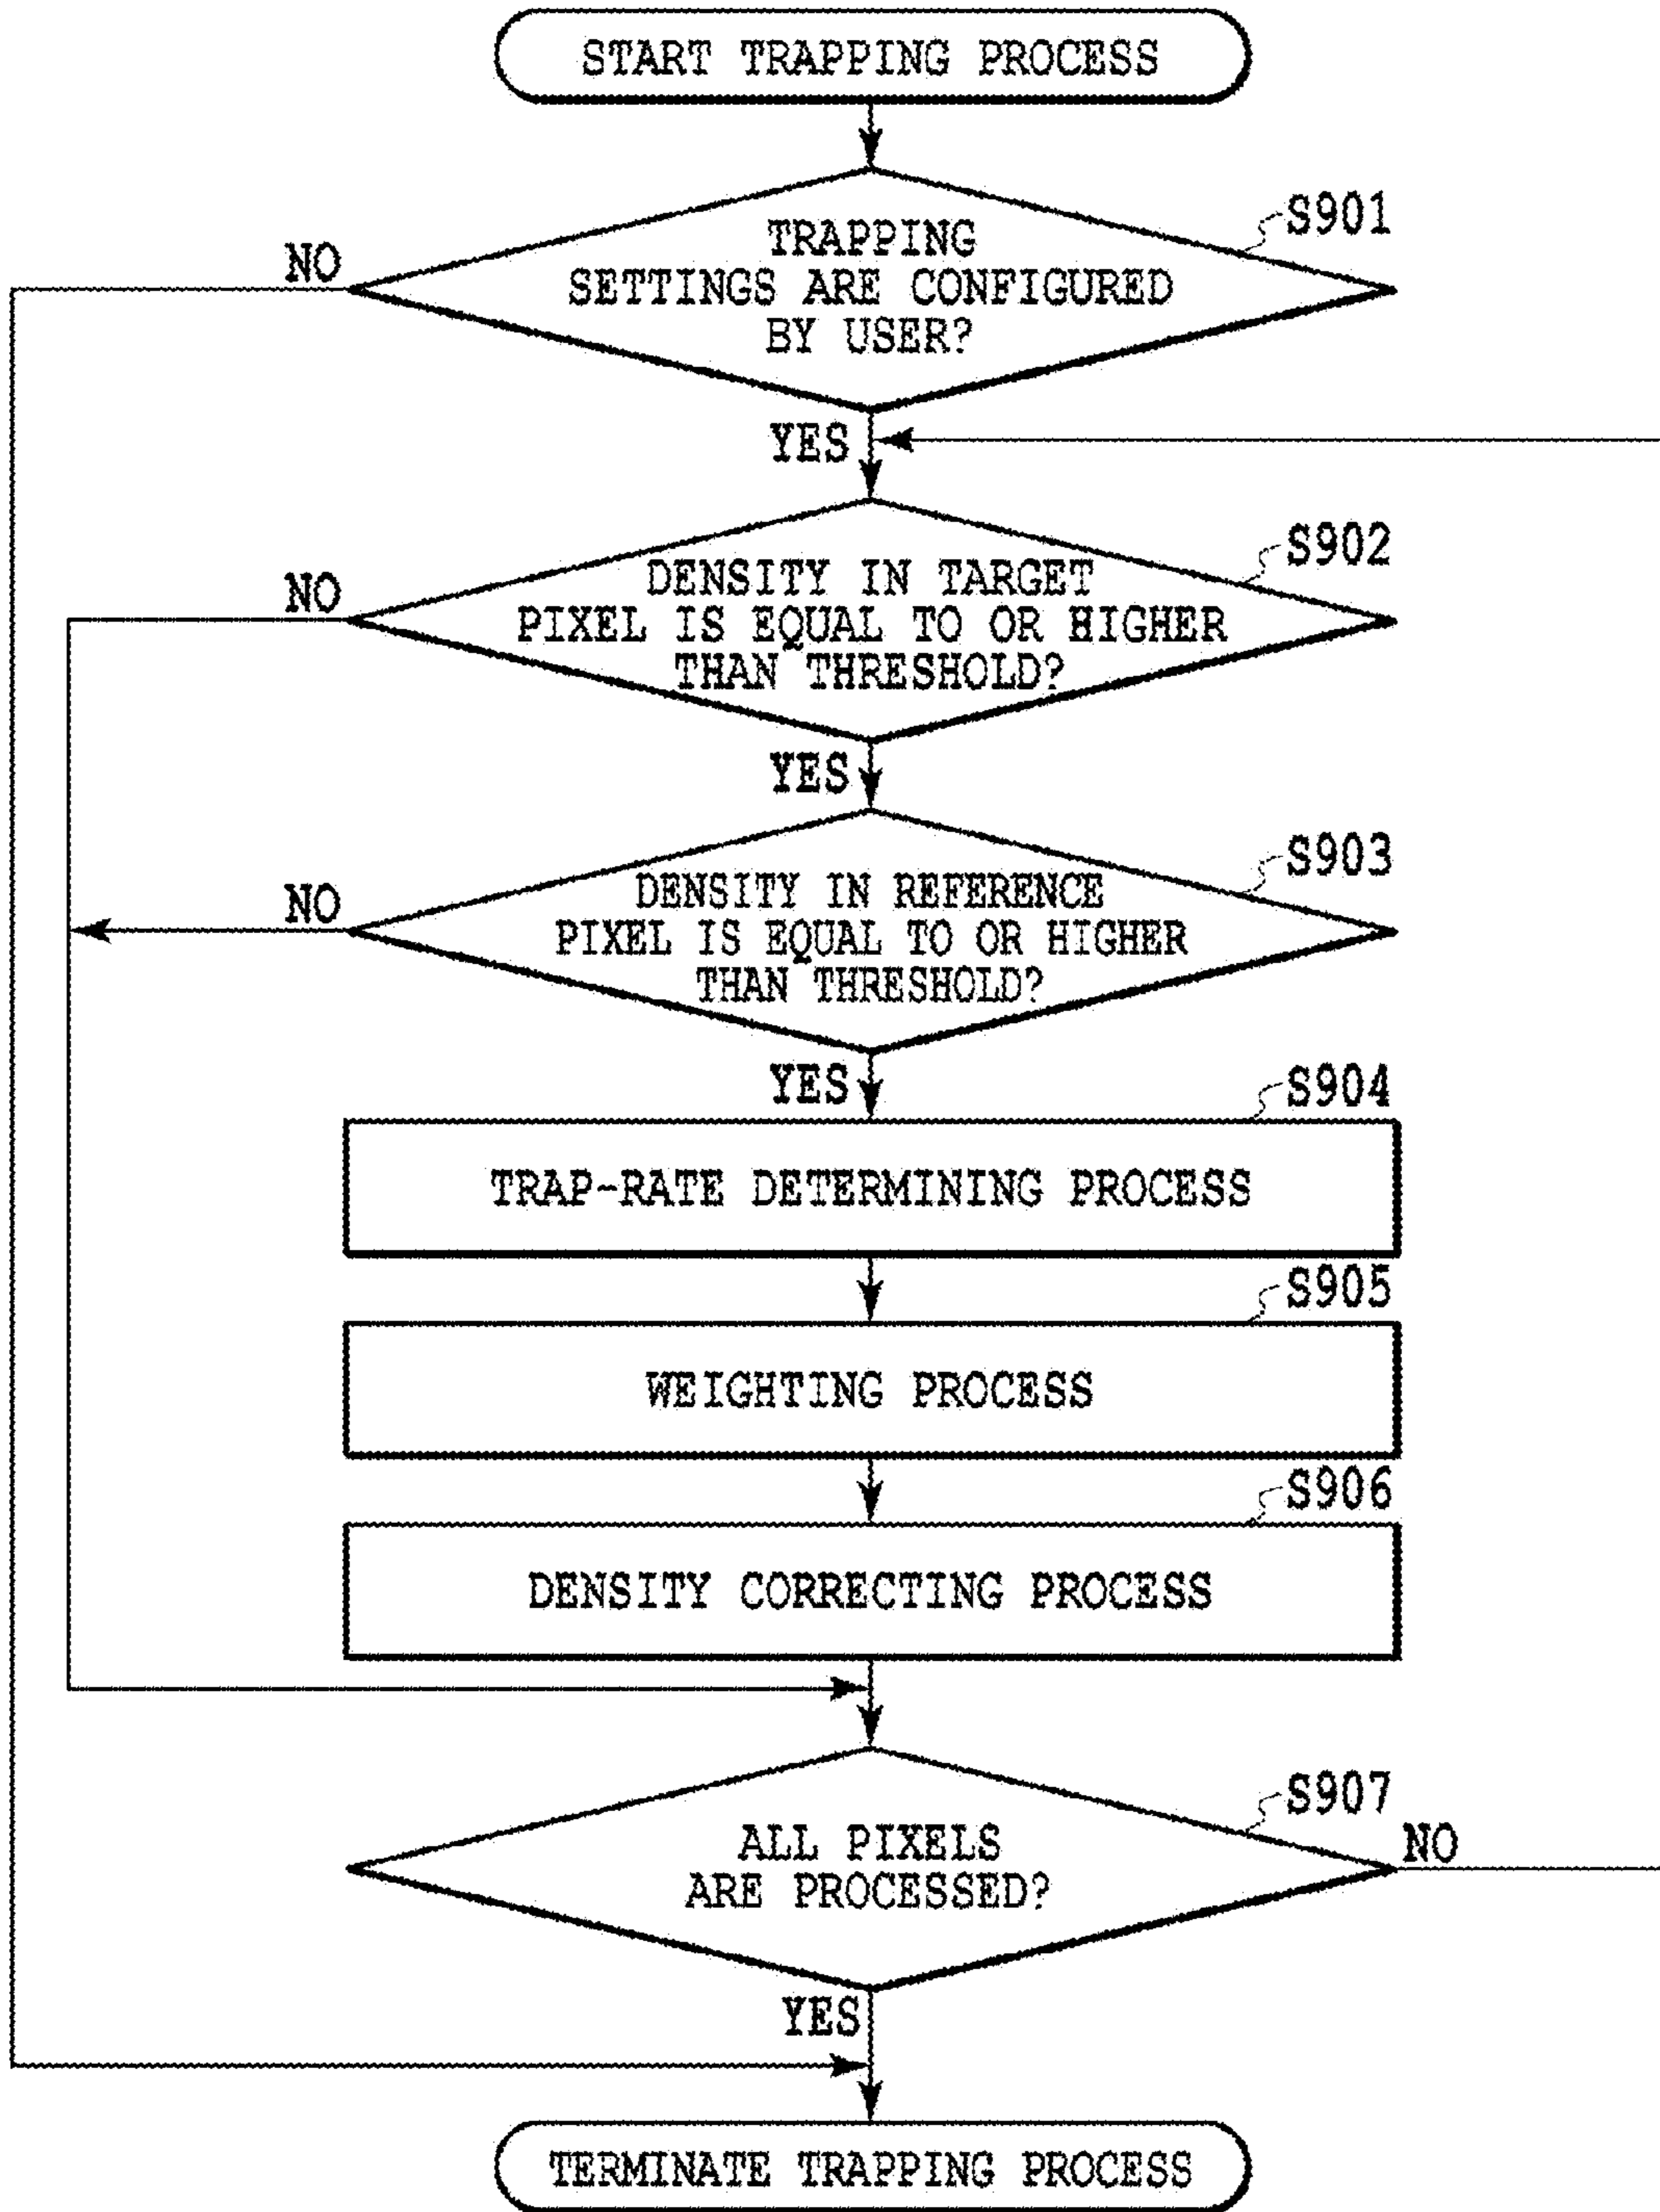 START TRAPPING PROCESS
S901
TRAPPING
SETTINGS ARE CONFIGURED
BY USER?
NO
YES
S902
DENSITY IN TARGET
PIXEL IS EQUAL TO OR HIGHER
THAN THRESHOLD?
NO
YES
S903
DENSITY IN REFERENCE
PIXEL IS EQUAL TO OR HIGHER
THAN THRESHOLD?
NO
YES
S904
TRAP-RATE DETERMINING PROCESS
S905
WEIGHTING PROCESS
S906
DENSITY CORRECTING PROCESS
S907
ALL PIXELS
ARE PROCESSED?
NO
YES
TERMINATE TRAPPING PROCESS